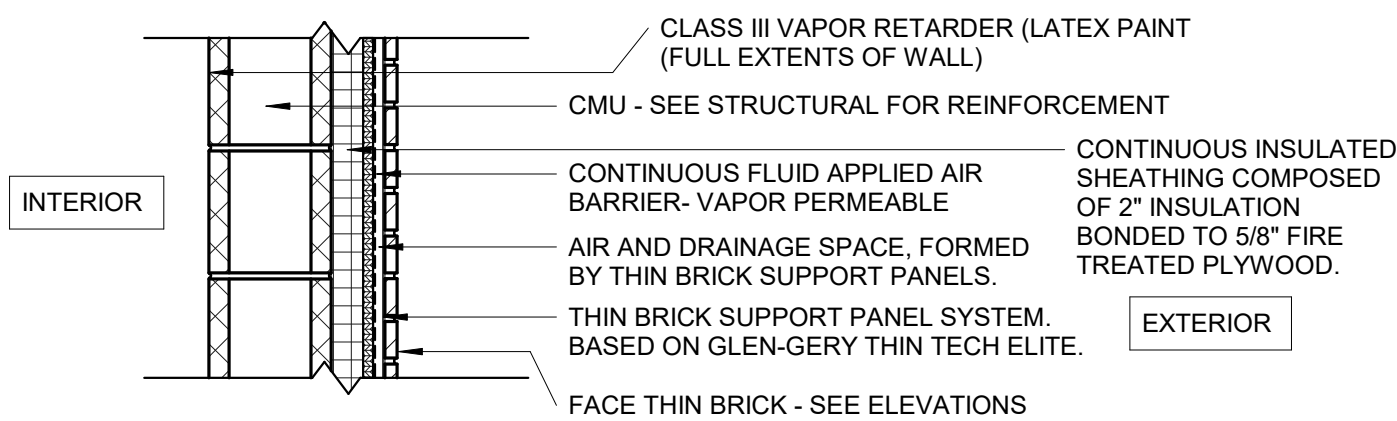 CLASS III VAPOR RETARDER (LATEX PAINT
(FULL EXTENTS OF WALL)
CMU - SEE STRUCTURAL FOR REINFORCEMENT
CONTINUOUS INSULATED
SHEATHING COMPOSED
OF 2" INSULATION
BONDED TO 5/8" FIRE
TREATED PLYWOOD.
CONTINUOUS FLUID APPLIED AIR
BARRIER- VAPOR PERMEABLE
INTERIOR
AIR AND DRAINAGE SPACE, FORMED
BY THIN BRICK SUPPORT PANELS.
THIN BRICK SUPPORT PANEL SYSTEM.
BASED ON GLEN-GERY THIN TECH ELITE.
EXTERIOR
FACE THIN BRICK - SEE ELEVATIONS